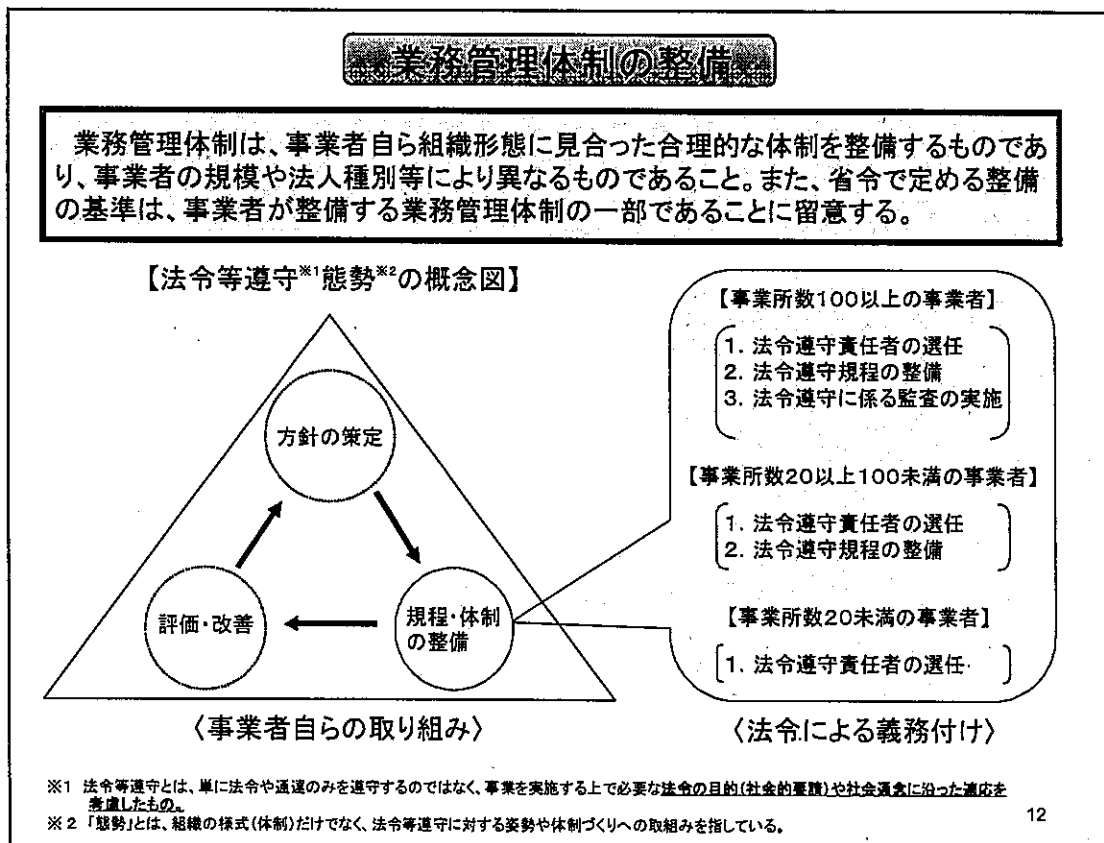 業務管理体制の整備
業務管理体制は、事業者自ら組織形態に見合った合理的な体制を整備するものであ
り、事業者の規模や法人種別等により異なるものであること。また、省令で定める整備
の基準は、事業者が整備する業務管理体制の一部であることに留意する。
【法令等遵守※1態勢※2の概念図】
方針の策定
評価・改善
規程・体制
の整備
〈事業者自らの取り組み〉
【事業所数100以上の事業者】
1. 法令遵守責任者の選任
2. 法令遵守規程の整備
3. 法令遵守に係る監査の実施
【事業所数20以上100未満の事業者】
1. 法令遵守責任者の選任
2. 法令遵守規程の整備
【事業所数20未満の事業者】
1. 法令遵守責任者の選任
〈法令による義務付け〉
※1 法令等遵守とは、単に法令や通達のみを遵守するのではなく、事業を実施する上で必要な法令の目的(社会的要請)や社会通念に沿った適応を
考慮したもの。
※2 「態勢」とは、組織の様式(体制)だけでなく、法令等遵守に対する姿勢や体制づくりへの取組みを指している。
12